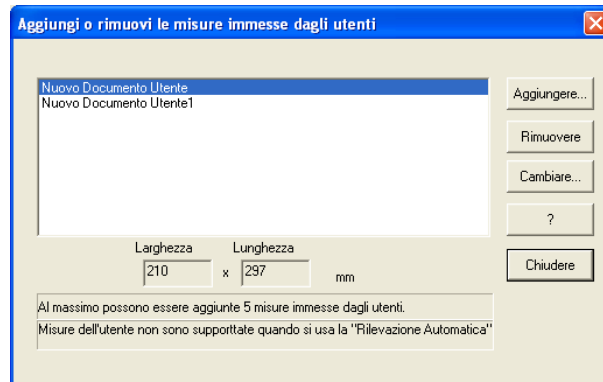 Aggiungi o rimuovi le misure immesse dagli utenti
Nuovo Documento Utente
Nuovo Documento Utente1
Aggiungere...
Rimuovere
Cambiare...
?
Chiudere
Larghezza Lunghezza
210 x 297 mm
Al massimo possono essere aggiunte 5 misure immesse dagli utenti.
Misure dell'utente non sono supporttate quando si usa la "Rilevazione Automatica"